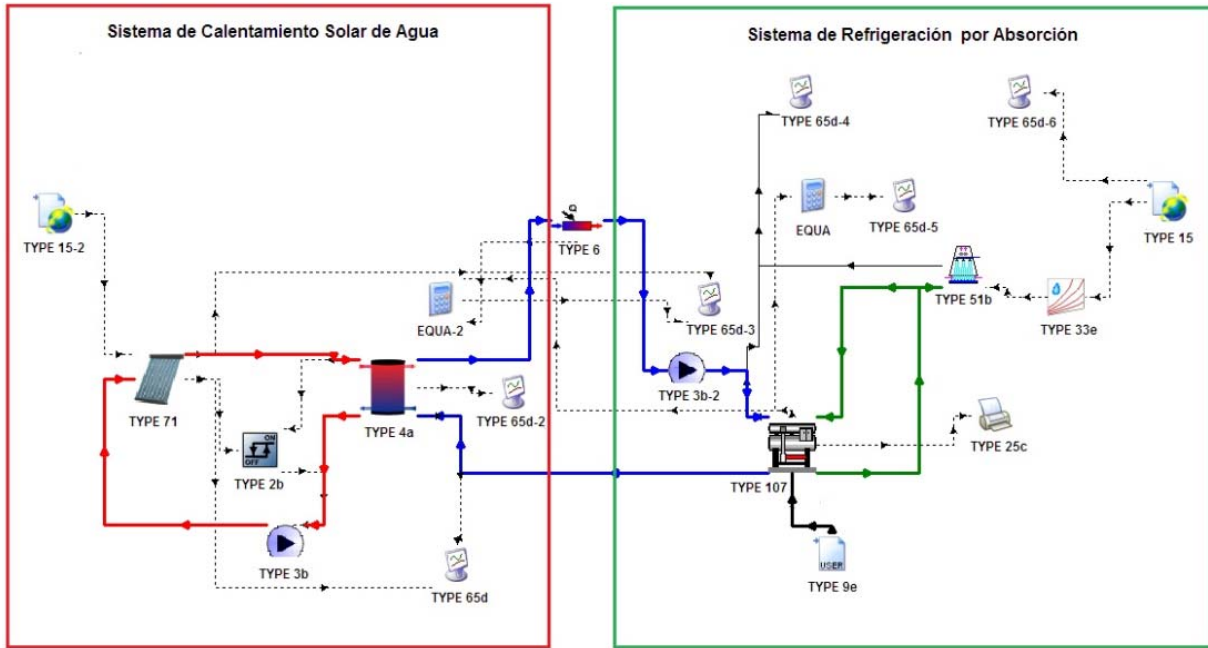 Sistema de Calentamiento Solar de Agua
Sistema de Refrigeración por Absorción
TYPE 65d-4
TYPE 65d-6
TYPE 15-2
TYPE 6
EQUA
TYPE 65d-5
TYPE 15
EQUA-2
TYPE 65d-3
TYPE 51b
TYPE 33e
TYPE 71
TYPE 4a
TYPE 65d-2
TYPE 3b-2
TYPE 25c
ON
OFF
TYPE 2b
TYPE 107
TYPE 3b
TYPE 65d
USER
TYPE 9e